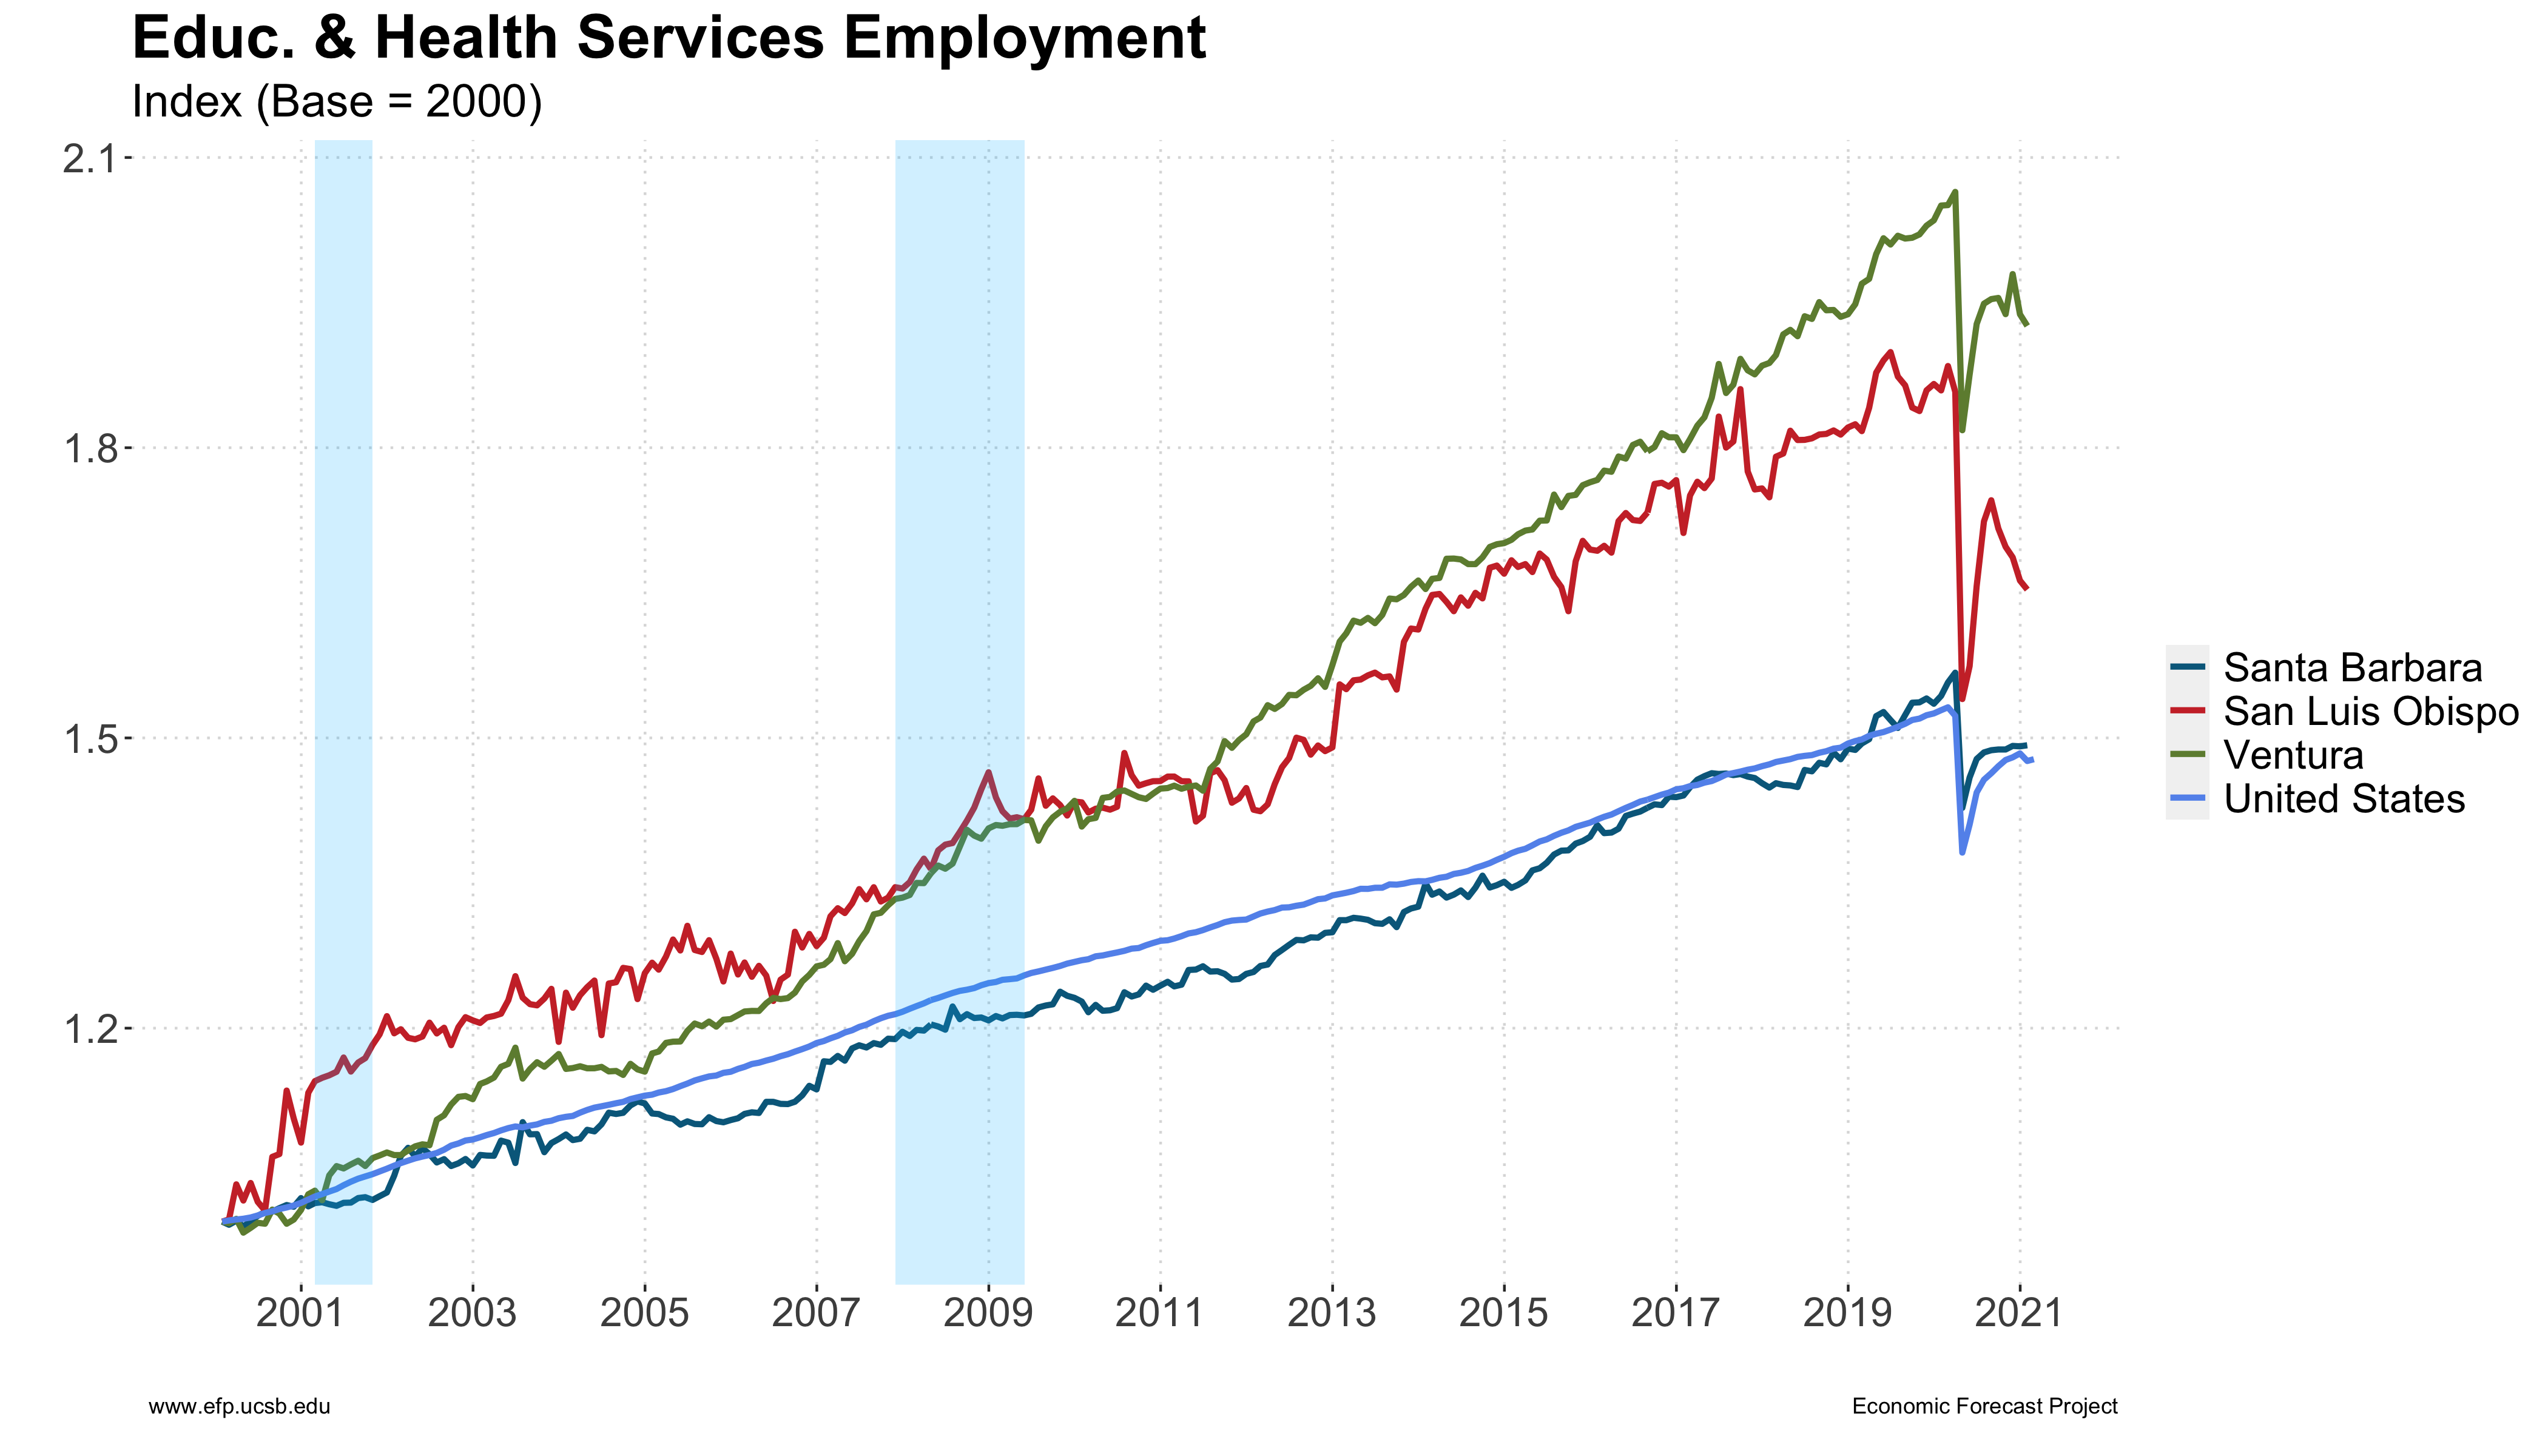 Educ. & Health Services Employment
Index (Base = 2000)
2.1
1.8
1.5
1.2
Santa Barbara
San Luis Obispo
Ventura
United States
2001 2003 2005 2007 2009 2011 2013 2015 2017 2019 2021
www.efp.ucsb.edu Economic Forecast Project